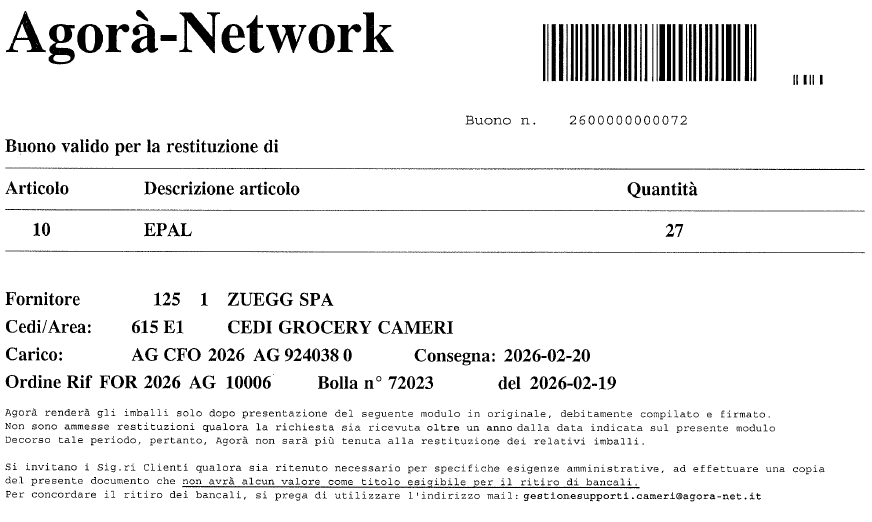 Agorà-Network
Buono n. 2600000000072
Buono valido per la restituzione di
Articolo Descrizione articolo Quantità
10 EPAL 27
Fornitore 125 1 ZUEGG SPA
Cedi/Area: 615 E1 CEDI GROCERY CAMERI
Carico: AG CFO 2026 AG 924038 0 Consegna: 2026-02-20
Ordine Rif FOR 2026 AG 10006 Bolla n° 72023 del 2026-02-19
Agorà renderà gli imballi solo dopo presentazione del seguente modulo in originale, debitamente compilato e firmato.
Non sono ammesse restituzioni qualora la richiesta sia ricevuta oltre un anno dalla data indicata sul presente modulo
Decorso tale periodo, pertanto, Agorà non sarà più tenuta alla restituzione dei relativi imballi.
Si invitano i Sig.ri Clienti qualora sia ritenuto necessario per specifiche esigenze amministrative, ad effettuare una copia
del presente documento che non avrà alcun valore come titolo esigibile per il ritiro di bancali.
Per concordare il ritiro dei bancali, si prega di utilizzare l'indirizzo mail: gestionesupporti.cameri@agora-net.it